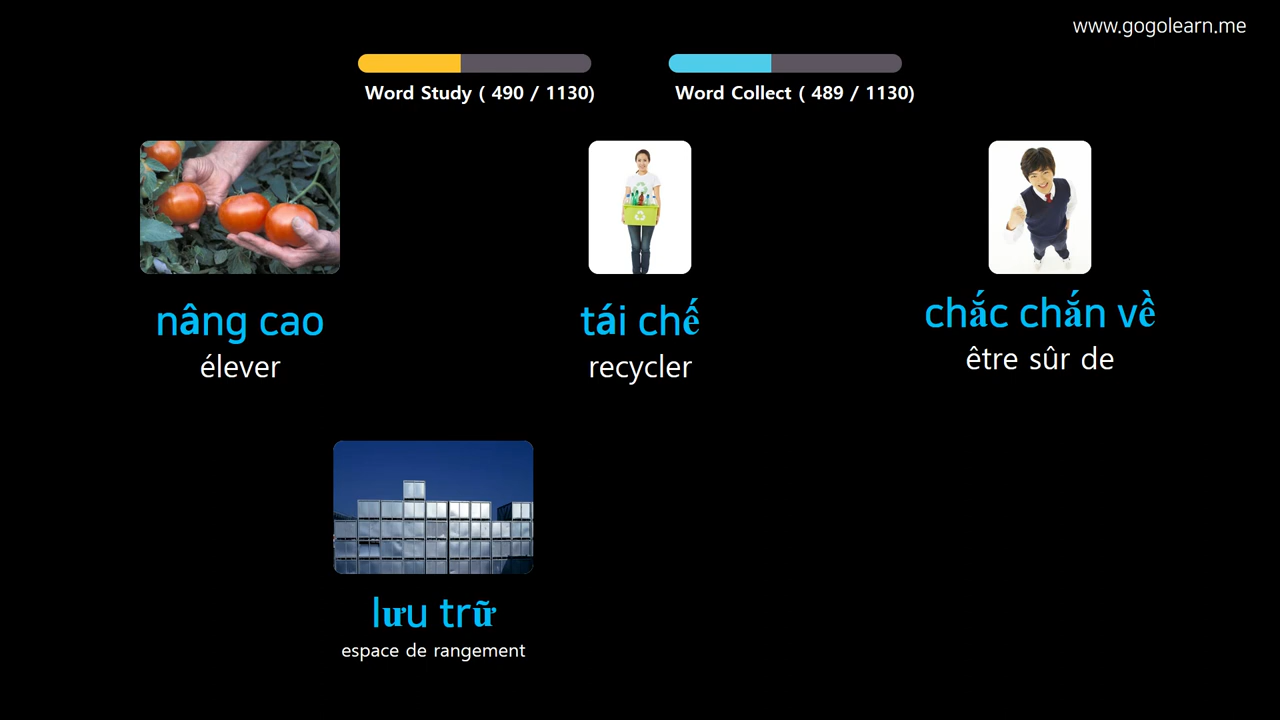 www.gogolearn.me
Word Study ( 490 / 1130)
Word Collect ( 489 / 1130)
nâng cao
élever
tái chế
recycler
chắc chắn về
être sûr de
lưu trữ
espace de rangement